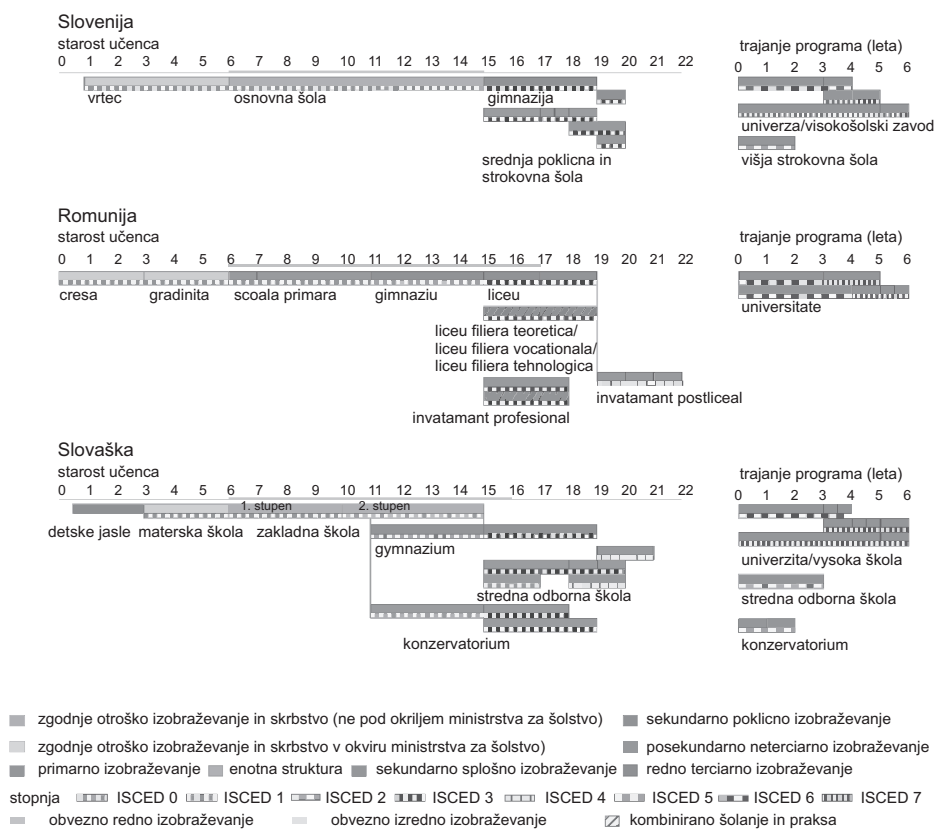 Slovenija
starost učenca
trajanje programa (leta)
0 1 2 3 4 5 6 7 8 9 10 11 12 13 14 15 16 17 18 19 20 21 22
0 1 2 3 4 5 6
vrtec osnovna šola gimnazija
univerza/visokošolski zavod
srednja poklicna in
strokovna šola
višja strokovna šola
Romunija
starost učenca
trajanje programa (leta)
0 1 2 3 4 5 6 7 8 9 10 11 12 13 14 15 16 17 18 19 20 21 22
0 1 2 3 4 5 6
cresa gradinita scoala primara gimnaziu liceu
universitate
liceu filiera teoretica/
liceu filiera vocationala/
liceu filiera tehnologica
invatamant postliceal
invatamant profesional
Slovaška
starost učenca
trajanje programa (leta)
0 1 2 3 4 5 6 7 8 9 10 11 12 13 14 15 16 17 18 19 20 21 22
0 1 2 3 4 5 6
1. stupen 2. stupen
detske jasle materska škola zakladna škola
gymnazium
univerzita/vysoka škola
stredna odborna škola
stredna odborna škola
konzervatorium
konzervatorium
zgodnje otroško izobraževanje in skrbstvo (ne pod okriljem ministrstva za šolstvo) sekundarno poklicno izobraževanje
zgodnje otroško izobraževanje in skrbstvo v okviru ministrstva za šolstvo) posekundarno neterciarno izobraževanje
primarno izobraževanje enotna struktura sekundarno splošno izobraževanje redno terciarno izobraževanje
stopnja ISCED 0 ISCED 1 ISCED 2 ISCED 3 ISCED 4 ISCED 5 ISCED 6 ISCED 7
obvezno redno izobraževanje obvezno izredno izobraževanje kombinirano šolanje in praksa